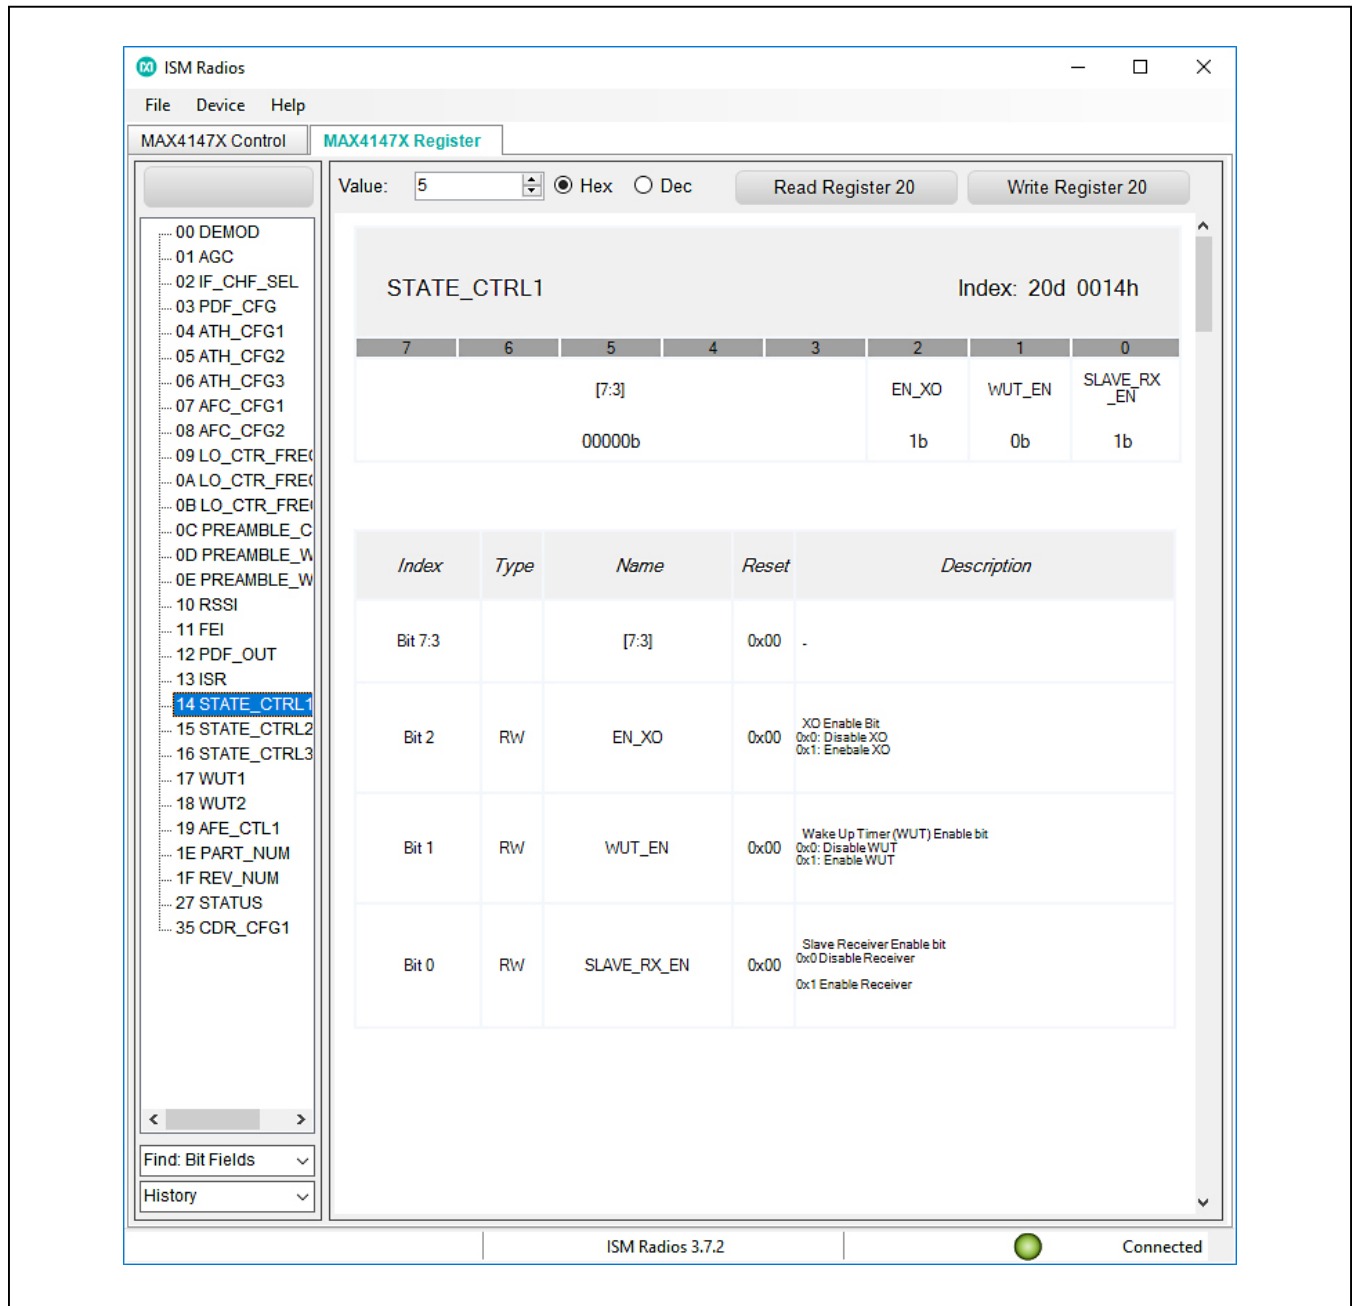 ISM Radios
File Device Help
MAX4147X Control MAX4147X Register
Value: 5 Hex Dec Read Register 20 Write Register 20
00 DEMOD
01 AGC
02 IF_CHF_SEL
03 PDF_CFG
04 ATH_CFG1
05 ATH_CFG2
06 ATH_CFG3
07 AFC_CFG1
08 AFC_CFG2
09 LO_CTR_FREQ
0A LO_CTR_FREQ
0B LO_CTR_FREQ
0C PREAMBLE_C
0D PREAMBLE_W
0E PREAMBLE_W
10 RSSI
11 FEI
12 PDF_OUT
13 ISR
14 STATE_CTRL1
15 STATE_CTRL2
16 STATE_CTRL3
17 WUT1
18 WUT2
19 AFE_CTL1
1E PART_NUM
1F REV_NUM
27 STATUS
35 CDR_CFG1
Find: Bit Fields
History
STATE_CTRL1 Index: 20d 0014h
7 6 5 4 3 2 1 0
[7:3] EN_XO WUT_EN SLAVE_RX
_EN
00000b 1b 0b 1b
Index Type Name Reset Description
Bit 7:3 [7:3] 0x00 -
Bit 2 RW EN_XO 0x00 XO Enable Bit
0x0: Disable XO
0x1: Enebale XO
Bit 1 RW WUT_EN 0x00 Wake Up Timer (WUT) Enable bit
0x0: Disable WUT
0x1: Enable WUT
Bit 0 RW SLAVE_RX_EN 0x00 Slave Receiver Enable bit
0x0 Disable Receiver
0x1 Enable Receiver
ISM Radios 3.7.2 Connected